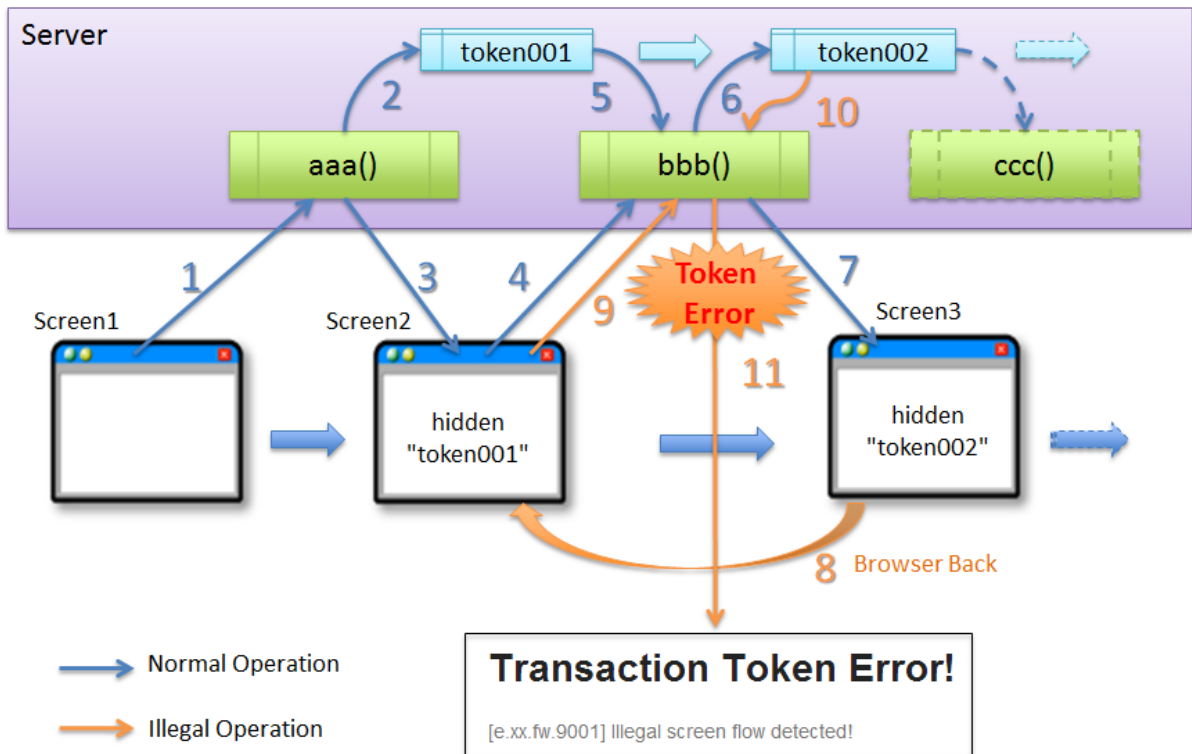 Server
token001
token002
2
5
6
10
aaa()
bbb()
ccc()
1
3
4
9
Token
Error
7
Screen1
Screen2
Screen3
11
hidden
"token001"
hidden
"token002"
8
Browser Back
Normal Operation
Illegal Operation
Transaction Token Error!
[e.xx.fw.9001] Illegal screen flow detected!